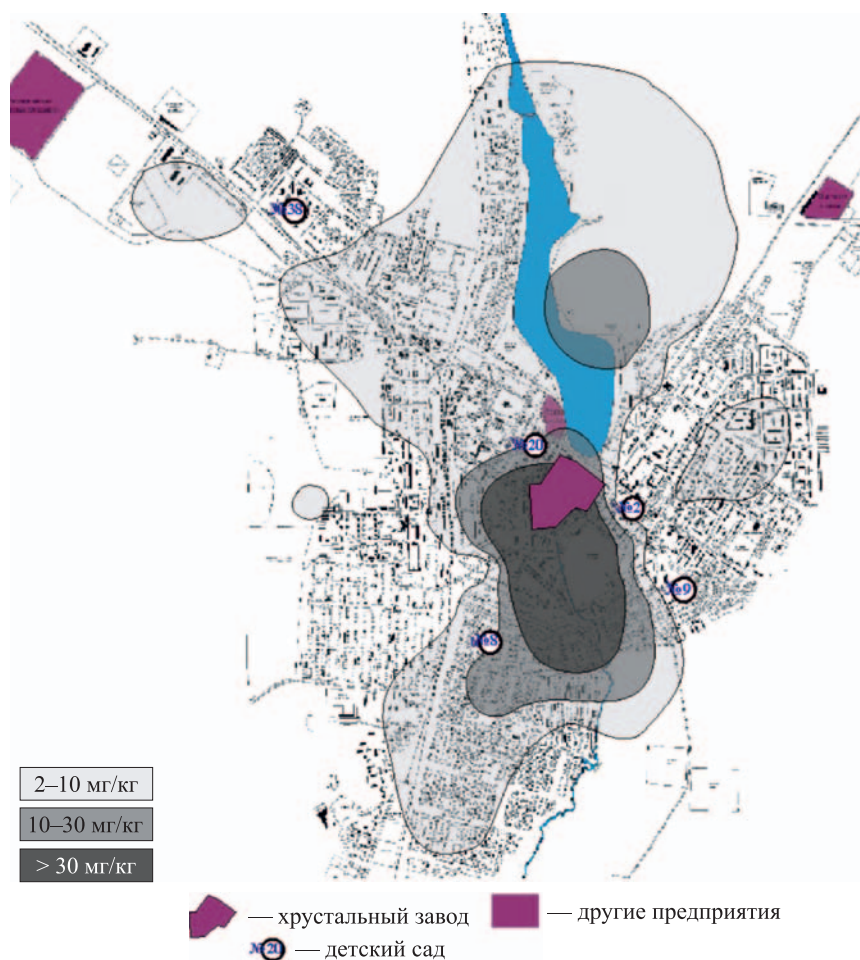 №38
№20
№2
№9
№8
2–10 мг/кг
10–30 мг/кг
> 30 мг/кг
— хрустальный завод
— другие предприятия
№20 — детский сад